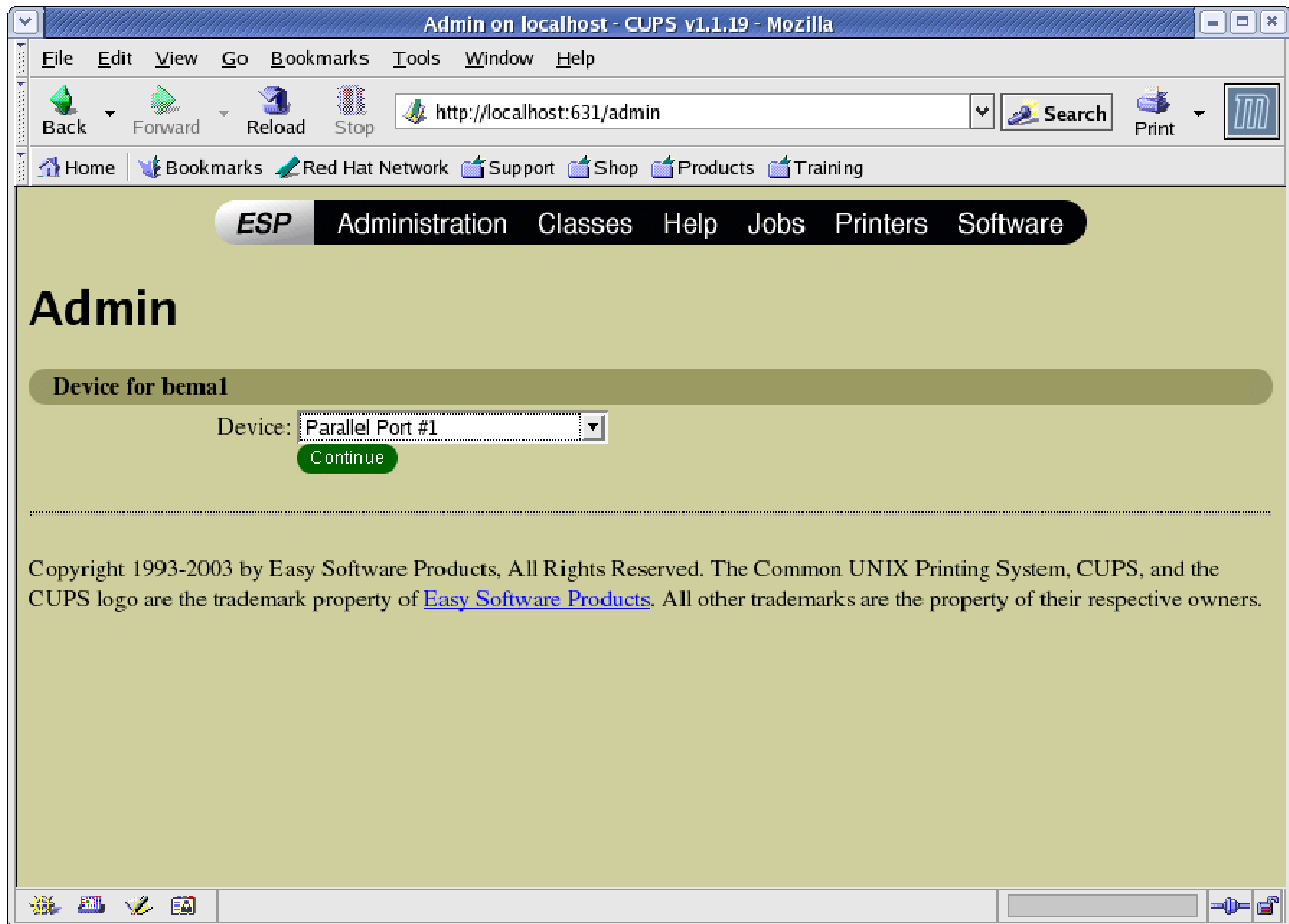 Admin on localhost - CUPS v1.1.19 - Mozilla
File Edit View Go Bookmarks Tools Window Help
Back Forward Reload Stop http://localhost:631/admin Search Print
Home Bookmarks Red Hat Network Support Shop Products Training
ESP Administration Classes Help Jobs Printers Software
Admin
Device for bema1
Device: Parallel Port #1
Continue
Copyright 1993-2003 by Easy Software Products, All Rights Reserved. The Common UNIX Printing System, CUPS, and the
CUPS logo are the trademark property of Easy Software Products. All other trademarks are the property of their respective owners.